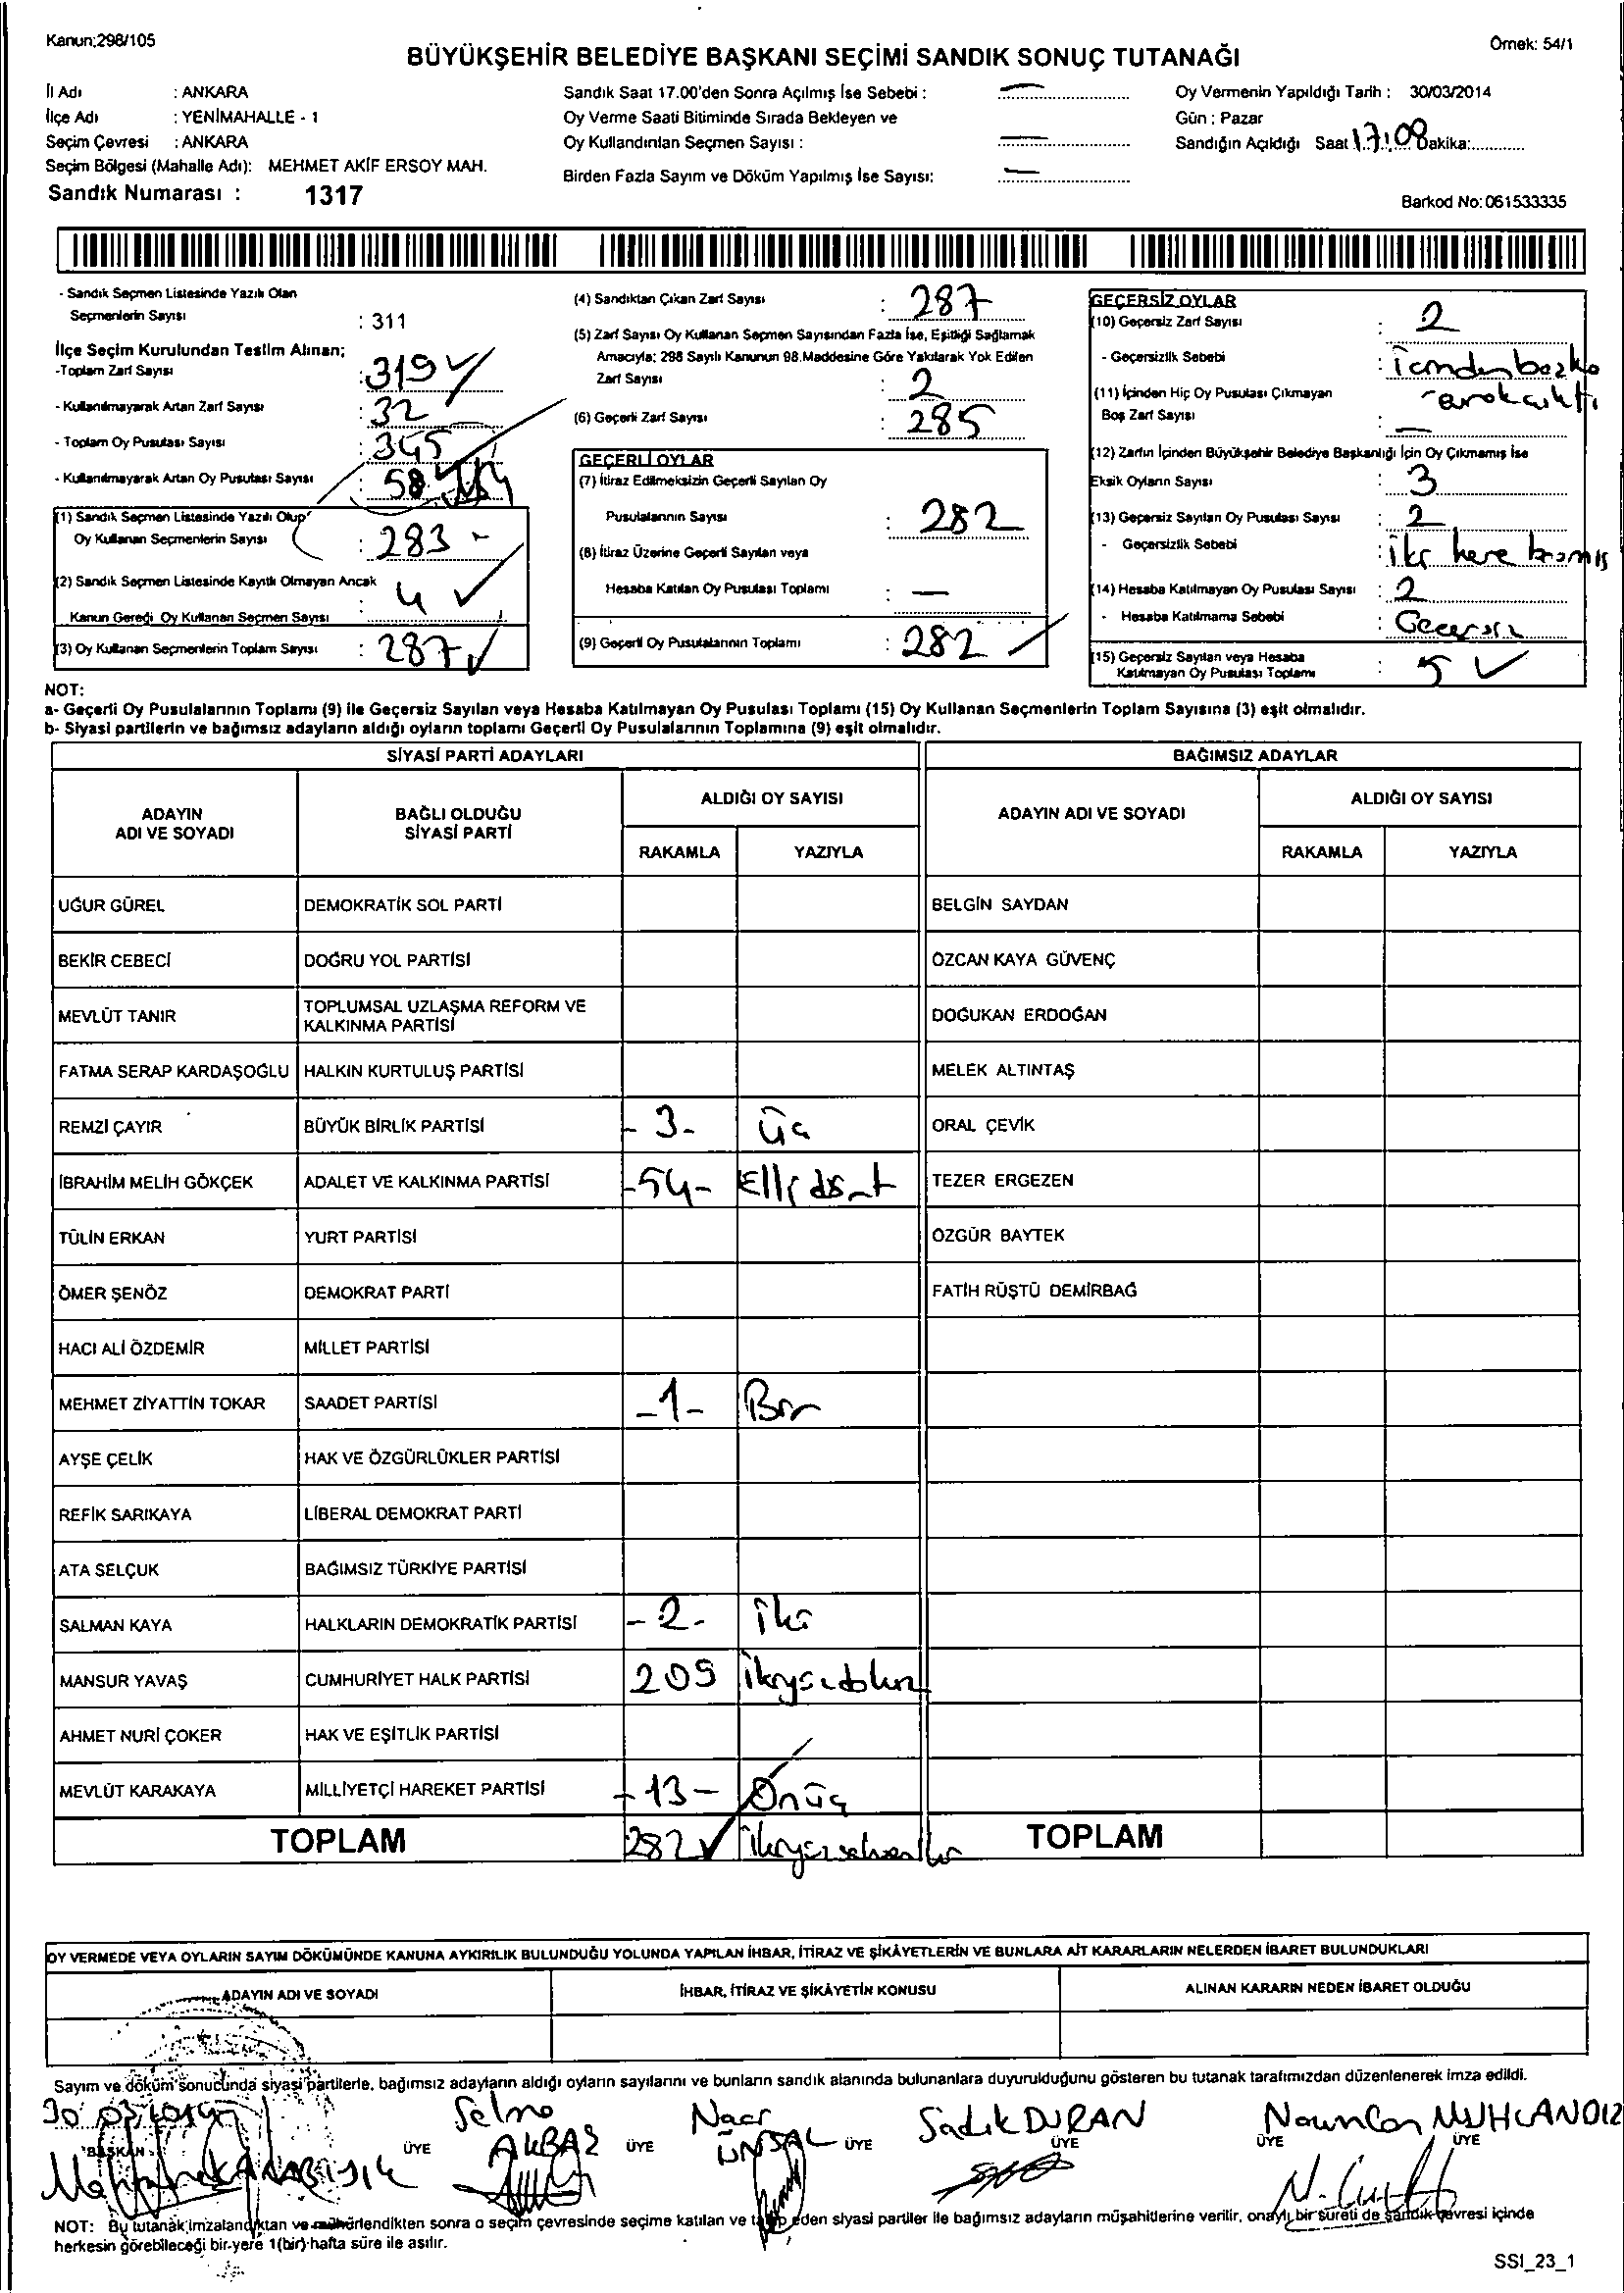 Kanun:298/105
Örnek: 54/1
BÜYÜKŞEHİR BELEDİYE BAŞKANI SEÇİMİ SANDIK SONUÇ TUTANAĞI
İl Adı : ANKARA
İlçe Adı : YENİMAHALLE - 1
Seçim Çevresi : ANKARA
Seçim Bölgesi (Mahalle Adı): MEHMET AKİF ERSOY MAH.
Sandık Numarası : 1317
Sandık Saat 17.00'den Sonra Açılmış İse Sebebi : —
Oy Verme Saati Bitiminde Sırada Bekleyen ve
Oy Kullandırılan Seçmen Sayısı : —
Birden Fazla Sayım ve Döküm Yapılmış İse Sayısı: —
Oy Vermenin Yapıldığı Tarih : 30/03/2014
Gün : Pazar
Sandığın Açıldığı Saat 17:08 Dakika:
Barkod No: 061533335
- Sandık Seçmen Listesinde Yazılı Olan
Seçmenlerin Sayısı : 311
İlçe Seçim Kurulundan Teslim Alınan;
-Toplam Zarf Sayısı : 319
- Kullanılmayarak Artan Zarf Sayısı : 32
- Toplam Oy Pusulası Sayısı : 345
- Kullanılmayarak Artan Oy Pusulası Sayısı : 58
(1) Sandık Seçmen Listesinde Yazılı Olup
Oy Kullanan Seçmenlerin Sayısı : 283 -
(2) Sandık Seçmen Listesinde Kayıtlı Olmayan Ancak
Kanun Gereği Oy Kullanan Seçmen Sayısı : 4
(3) Oy Kullanan Seçmenlerin Toplam Sayısı : 287
(4) Sandıktan Çıkan Zarf Sayısı : 287
(5) Zarf Sayısı Oy Kullanan Seçmen Sayısından Fazla İse, Eşitliği Sağlamak
Amacıyla; 298 Sayılı Kanunun 98.Maddesine Göre Yakılarak Yok Edilen
Zarf Sayısı : 2
(6) Geçerli Zarf Sayısı : 285
GEÇERLİ OYLAR
(7) İtiraz Edilmeksizin Geçerli Sayılan Oy
Pusulalarının Sayısı : 282
(8) İtiraz Üzerine Geçerli Sayılan veya
Hesaba Katılan Oy Pusulası Toplamı : —
(9) Geçerli Oy Pusulalarının Toplamı : 282
GEÇERSİZ OYLAR
(10) Geçersiz Zarf Sayısı : 2
- Geçersizlik Sebebi :
(11) İçinden Hiç Oy Pusulası Çıkmayan
Boş Zarf Sayısı : —
(12) Zarfın İçinden Büyükşehir Belediye Başkanlığı İçin Oy Çıkmamış İse
Eksik Oyların Sayısı : 3
(13) Geçersiz Sayılan Oy Pusulası Sayısı : 2
- Geçersizlik Sebebi : iki kere
(14) Hesaba Katılmayan Oy Pusulası Sayısı : 2
- Hesaba Katılmama Sebebi : Geçersiz
(15) Geçersiz Sayılan veya Hesaba
Katılmayan Oy Pusulası Toplamı : 5
NOT:
a- Geçerli Oy Pusulalarının Toplamı (9) ile Geçersiz Sayılan veya Hesaba Katılmayan Oy Pusulası Toplamı (15) Oy Kullanan Seçmenlerin Toplam Sayısına (3) eşit olmalıdır.
b- Siyasi partilerin ve bağımsız adayların aldığı oyların toplamı Geçerli Oy Pusulalarının Toplamına (9) eşit olmalıdır.
SİYASİ PARTİ ADAYLARI
BAĞIMSIZ ADAYLAR
ADAYIN ADI VE SOYADI
BAĞLI OLDUĞU SİYASİ PARTİ
ALDIĞI OY SAYISI
RAKAMLA YAZIYLA
ADAYIN ADI VE SOYADI
ALDIĞI OY SAYISI
RAKAMLA YAZIYLA
UĞUR GÜREL DEMOKRATİK SOL PARTİ BELGİN SAYDAN
BEKİR CEBECİ DOĞRU YOL PARTİSİ ÖZCAN KAYA GÜVENÇ
MEVLÜT TANIR TOPLUMSAL UZLAŞMA REFORM VE KALKINMA PARTİSİ DOĞUKAN ERDOĞAN
FATMA SERAP KARDAŞOĞLU HALKIN KURTULUŞ PARTİSİ MELEK ALTINTAŞ
REMZİ ÇAYIR BÜYÜK BİRLİK PARTİSİ - 3 - üç ORAL ÇEVİK
İBRAHİM MELİH GÖKÇEK ADALET VE KALKINMA PARTİSİ -54- Elli dört TEZER ERGEZEN
TÜLİN ERKAN YURT PARTİSİ ÖZGÜR BAYTEK
ÖMER ŞENÖZ DEMOKRAT PARTİ FATİH RÜŞTÜ DEMİRBAĞ
HACI ALİ ÖZDEMİR MİLLET PARTİSİ
MEHMET ZİYATTİN TOKAR SAADET PARTİSİ -1- Bir
AYŞE ÇELİK HAK VE ÖZGÜRLÜKLER PARTİSİ
REFİK SARIKAYA LİBERAL DEMOKRAT PARTİ
ATA SELÇUK BAĞIMSIZ TÜRKİYE PARTİSİ
SALMAN KAYA HALKLARIN DEMOKRATİK PARTİSİ - 2 - iki
MANSUR YAVAŞ CUMHURİYET HALK PARTİSİ 209 ikiyüzdokuz
AHMET NURİ ÇOKER HAK VE EŞİTLİK PARTİSİ
MEVLÜT KARAKAYA MİLLİYETÇİ HAREKET PARTİSİ -13- Onüç
TOPLAM 282 ikiyüzsekseniki TOPLAM
OY VERMEDE VEYA OYLARIN SAYIM DÖKÜMÜNDE KANUNA AYKIRILIK BULUNDUĞU YOLUNDA YAPILAN İHBAR, İTİRAZ VE ŞİKÂYETLERİN VE BUNLARA AİT KARARLARIN NELERDEN İBARET BULUNDUKLARI
ADAYIN ADI VE SOYADI İHBAR, İTİRAZ VE ŞİKÂYETİN KONUSU ALINAN KARARIN NEDEN İBARET OLDUĞU
Sayım ve döküm sonucunda siyasi partilerle, bağımsız adayların aldığı oyların sayılarını ve bunların sandık alanında bulunanlara duyurulduğunu gösteren bu tutanak tarafımızdan düzenlenerek imza edildi.
Selma AKBAŞ
Naci ÜNSAL
Sadık DURAN
BAŞKAN ÜYE ÜYE ÜYE ÜYE ÜYE ÜYE
NOT: Bu tutanak imzalandıktan ve mühürlendikten sonra o seçim çevresinde seçime katılan ve talep eden siyasi partiler ile bağımsız adayların müşahitlerine verilir, onaylı bir sureti de sandık çevresi içinde
herkesin görebileceği bir yere 1(bir) hafta süre ile asılır.
SSI_23_1